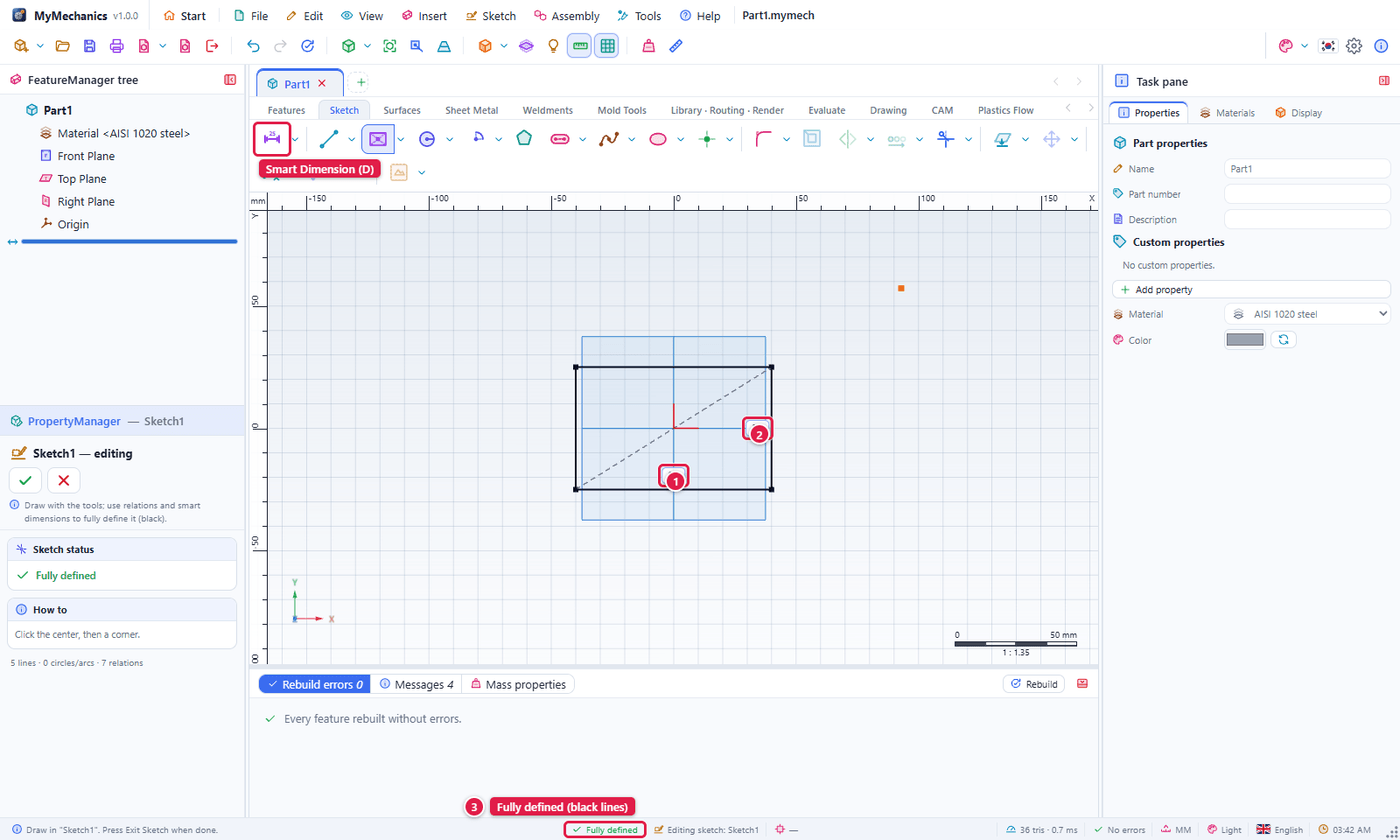 MyMechanics v1.0.0 Start File Edit View Insert Sketch Assembly Tools Help Part1.mymech
FeatureManager tree
Part1
Material <AISI 1020 steel>
Front Plane
Top Plane
Right Plane
Origin
PropertyManager — Sketch1
Sketch1 — editing
Draw with the tools; use relations and smart
dimensions to fully define it (black).
Sketch status
Fully defined
How to
Click the center, then a corner.
5 lines · 0 circles/arcs · 7 relations
Part1
Features Sketch Surfaces Sheet Metal Weldments Mold Tools Library · Routing · Render Evaluate Drawing CAM Plastics Flow
25
Smart Dimension (D)
mm -150 -100 -50 0 50 100 150 X
Y
50
0
-50
2
1
Y
X
0 50 mm
1 : 1.35
Rebuild errors 0 Messages 4 Mass properties Rebuild
Every feature rebuilt without errors.
3 Fully defined (black lines)
Task pane
Properties Materials Display
Part properties
Name Part1
Part number
Description
Custom properties
No custom properties.
Add property
Material AISI 1020 steel
Color
Draw in "Sketch1". Press Exit Sketch when done. Fully defined Editing sketch: Sketch1 — 36 tris · 0.7 ms No errors MM Light English 03:42 AM